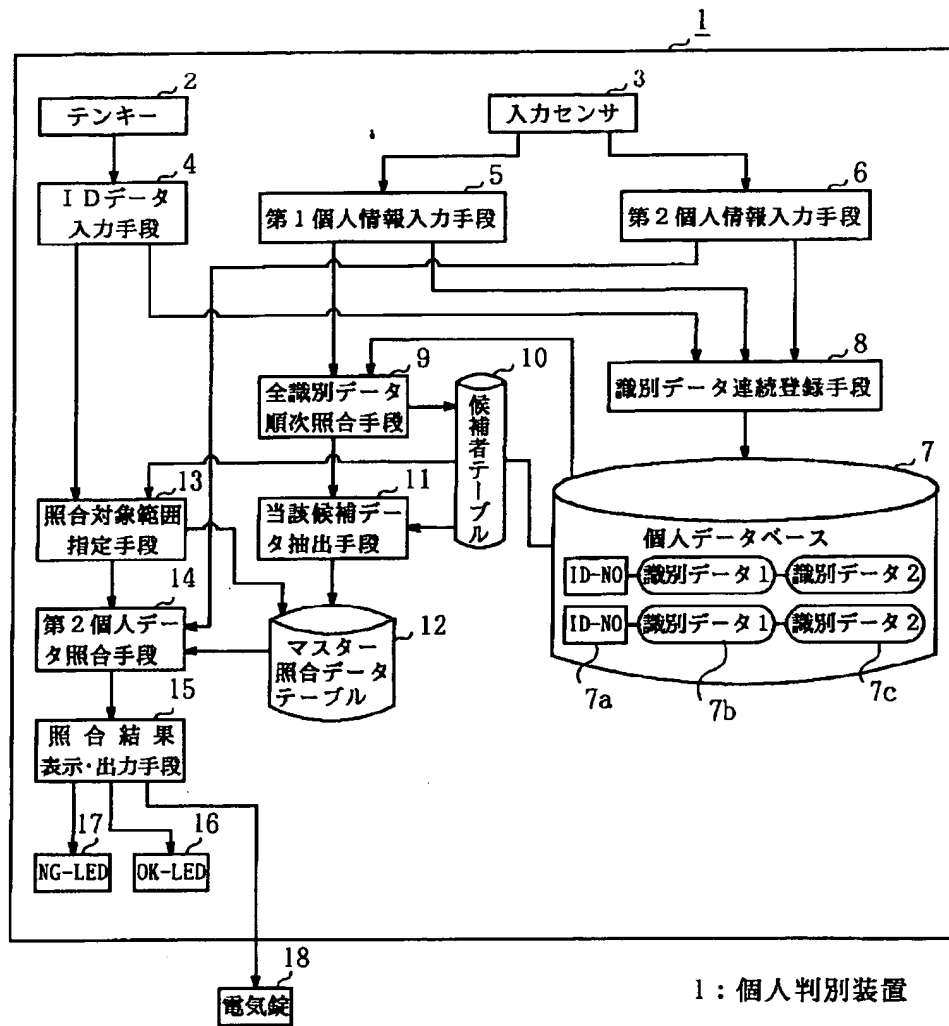 1
2
テンキー
3
入力センサ
4
IDデータ
入力手段
5
第1個人情報入力手段
6
第2個人情報入力手段
8
識別データ連続登録手段
9
全識別データ
順次照合手段
10
候補者テーブル
7
個人データベース
ID-NO 識別データ1 識別データ2
ID-NO 識別データ1 識別データ2
7a 7b 7c
11
当該候補デー
タ抽出手段
13
照合対象範囲
指定手段
12
マスター
照合データ
テーブル
14
第2個人デー
タ照合手段
15
照合結果
表示・出力手段
17
NG-LED
16
OK-LED
18
電気錠
1：個人判別装置